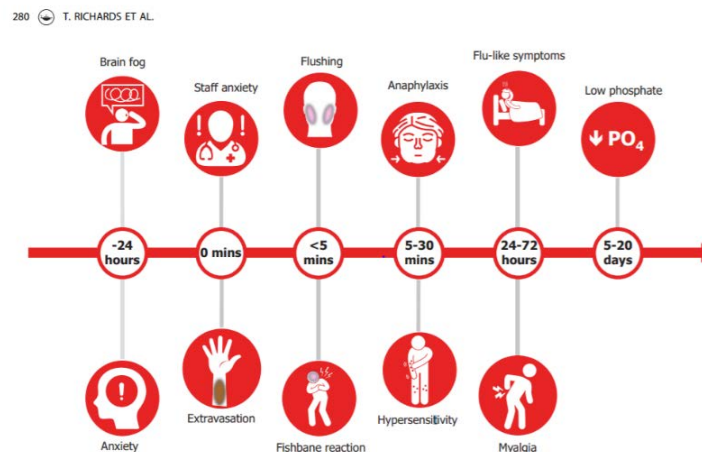 280 T. RICHARDS ET AL.
Brain fog
Staff anxiety
Flushing
Anaphylaxis
Flu-like symptoms
Low phosphate
PO4
-24
hours
0 mins
<5
mins
5-30
mins
24-72
hours
5-20
days
Anxiety
Extravasation
Fishbane reaction
Hypersensitivity
Myalgia